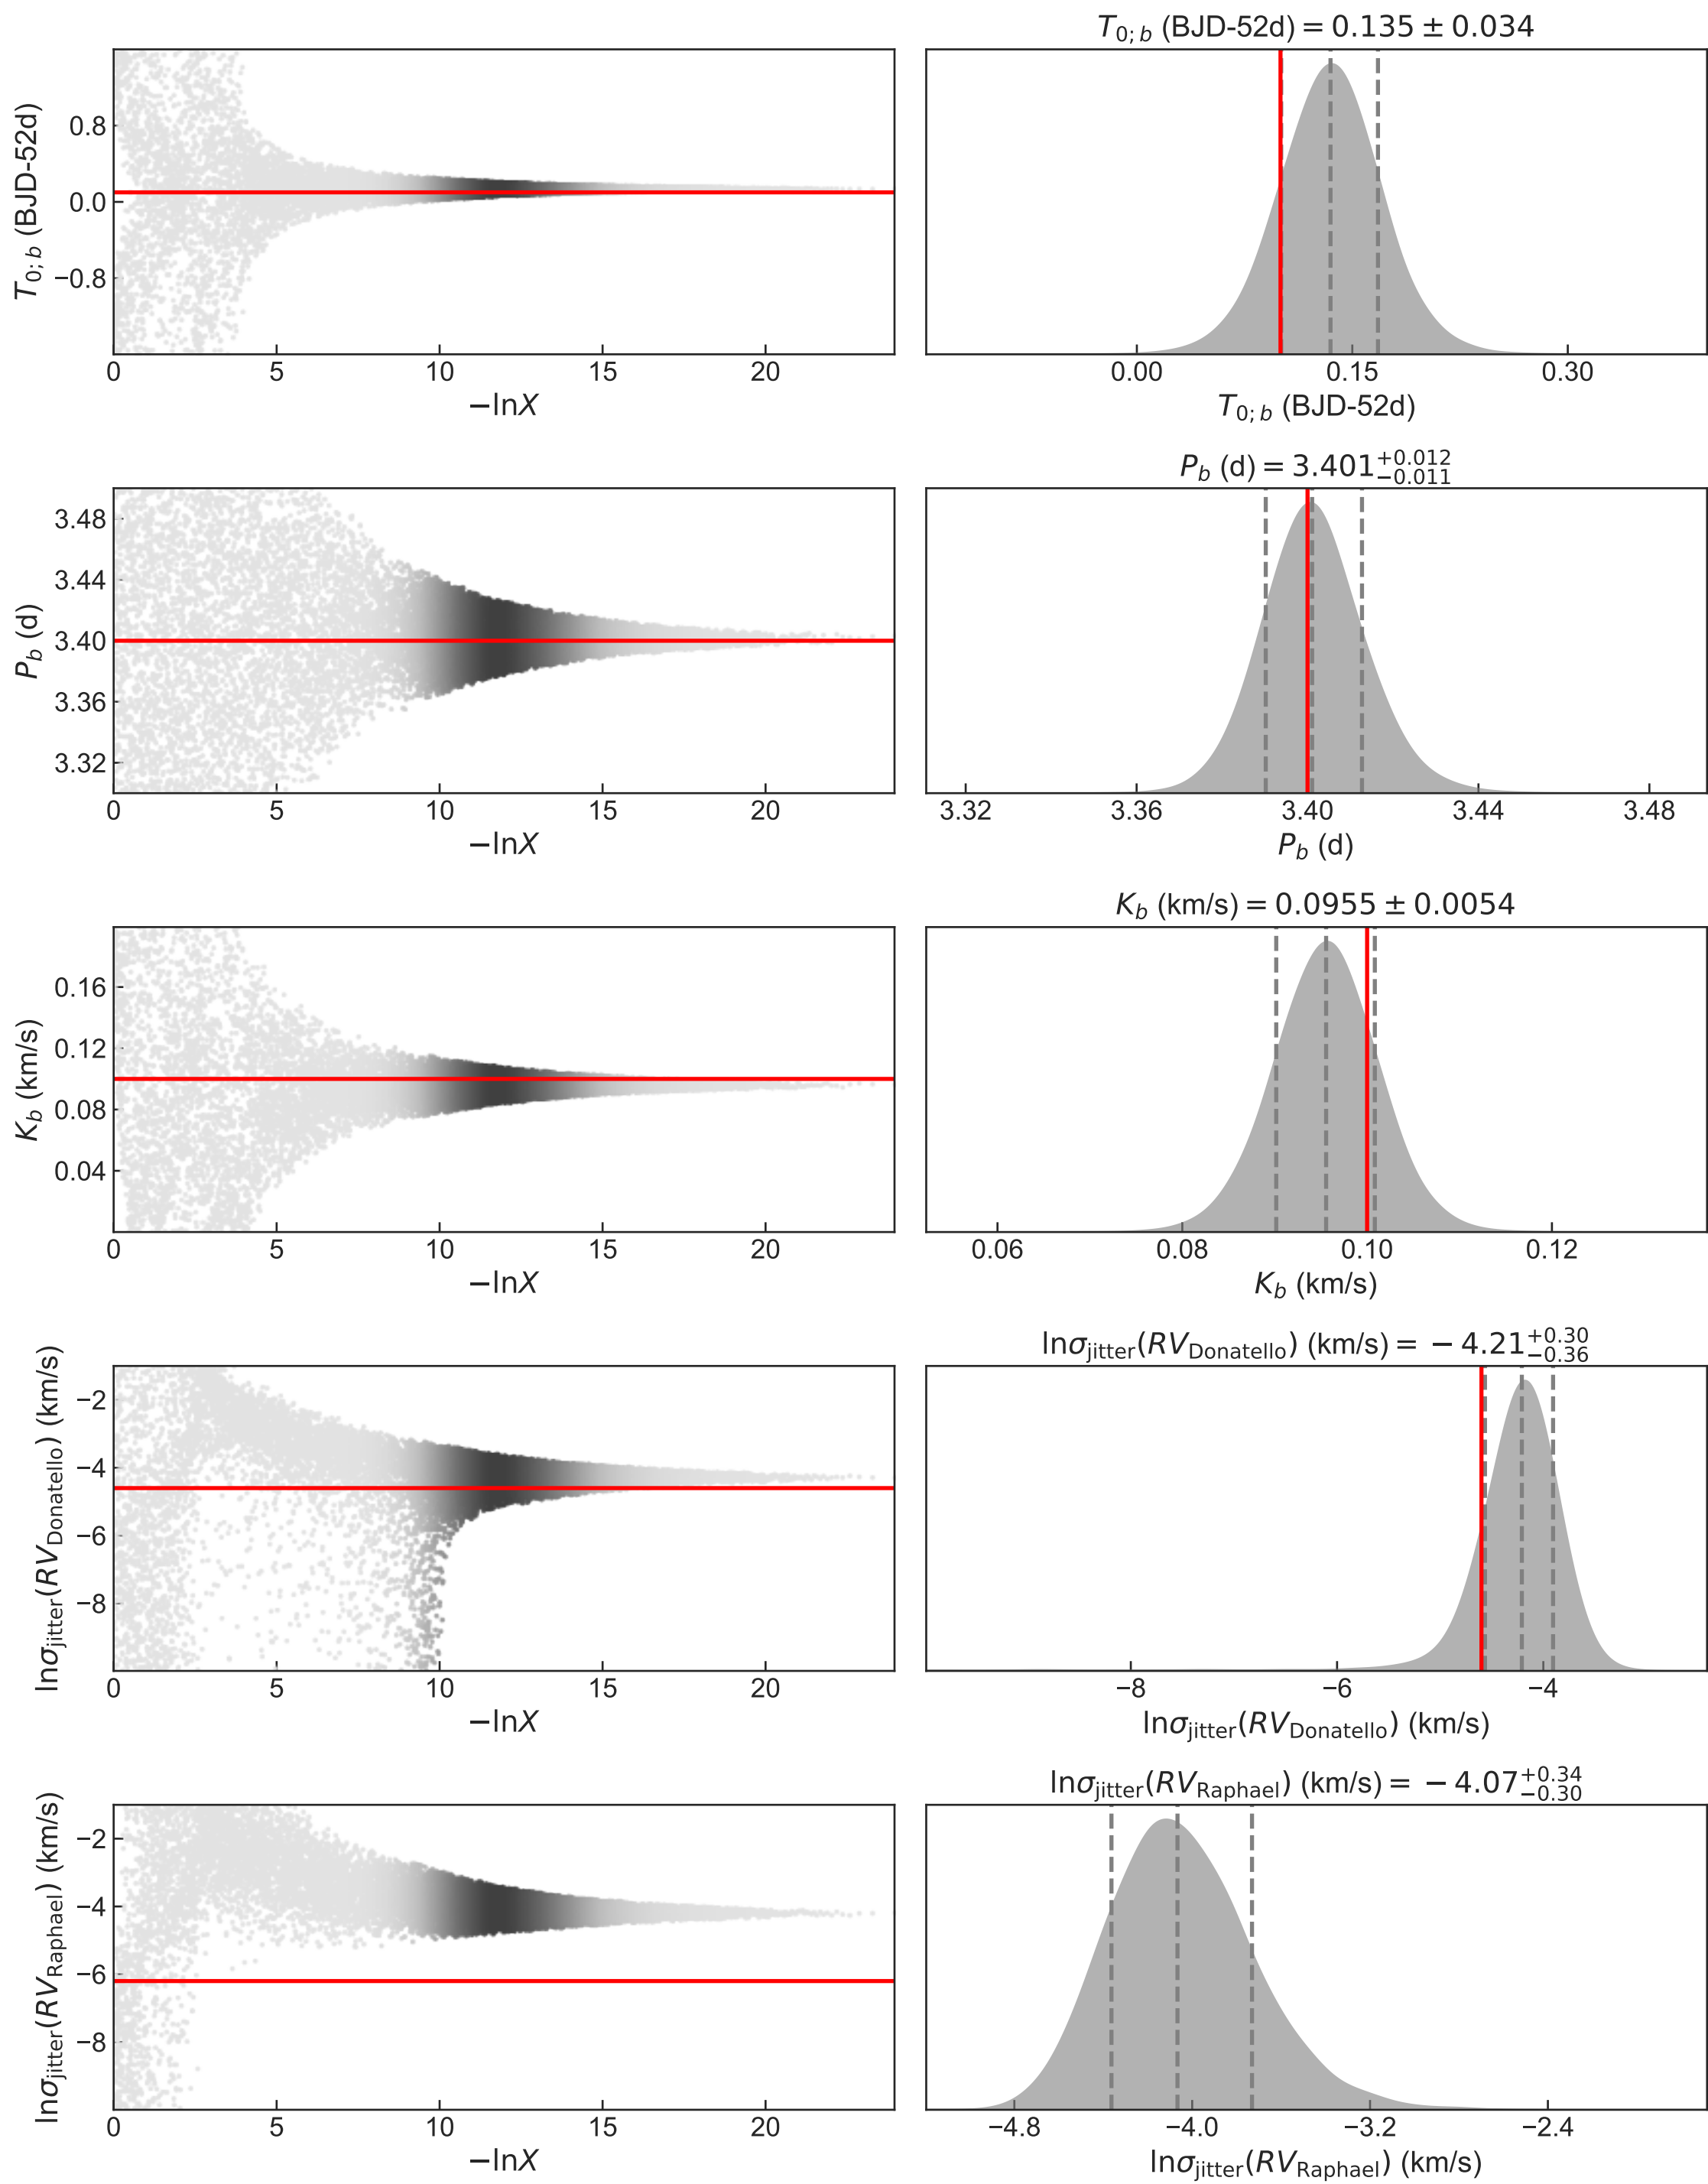 T0; b (BJD-52d) = 0.135 ± 0.034
T0; b (BJD-52d)
0.8
0.0
−0.8
0 5 10 15 20
−lnX
0.00 0.15 0.30
T0; b (BJD-52d)
Pb (d) = 3.401 +0.012 −0.011
Pb (d)
3.48
3.44
3.40
3.36
3.32
0 5 10 15 20
−lnX
3.32 3.36 3.40 3.44 3.48
Pb (d)
Kb (km/s) = 0.0955 ± 0.0054
Kb (km/s)
0.16
0.12
0.08
0.04
0 5 10 15 20
−lnX
0.06 0.08 0.10 0.12
Kb (km/s)
lnσjitter(RVDonatello) (km/s) = −4.21 +0.30 −0.36
lnσjitter(RVDonatello) (km/s)
−2
−4
−6
−8
0 5 10 15 20
−lnX
−8 −6 −4
lnσjitter(RVDonatello) (km/s)
lnσjitter(RVRaphael) (km/s) = −4.07 +0.34 −0.30
lnσjitter(RVRaphael) (km/s)
−2
−4
−6
−8
0 5 10 15 20
−lnX
−4.8 −4.0 −3.2 −2.4
lnσjitter(RVRaphael) (km/s)